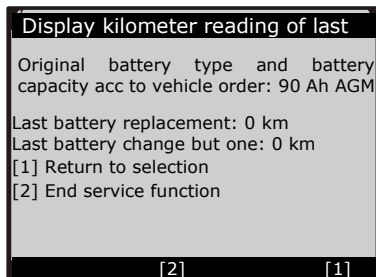 Display kilometer reading of last
Original battery type and battery
capacity acc to vehicle order: 90 Ah AGM
Last battery replacement: 0 km
Last battery change but one: 0 km
[1] Return to selection
[2] End service function
[2] [1]